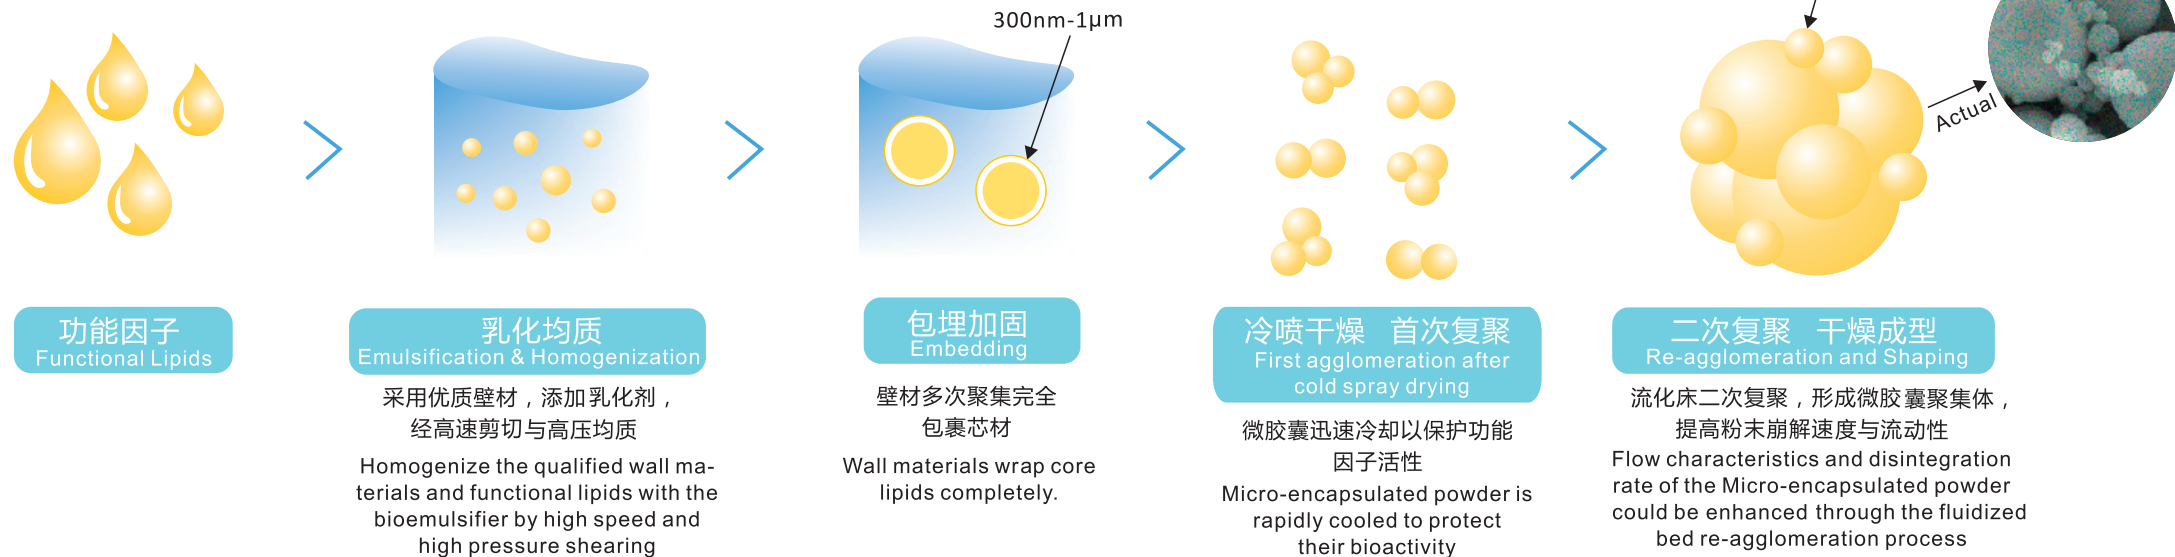 300nm-1μm
Actual
功能因子
Functional Lipids
乳化均质
Emulsification & Homogenization
采用优质壁材，添加乳化剂，
经高速剪切与高压均质
Homogenize the qualified wall ma-
terials and functional lipids with the
bioemulsifier by high speed and
high pressure shearing
包埋加固
Embedding
壁材多次聚集完全
包裹芯材
Wall materials wrap core
lipids completely.
冷喷干燥 首次复聚
First agglomeration after
cold spray drying
微胶囊迅速冷却以保护功能
因子活性
Micro-encapsulated powder is
rapidly cooled to protect
their bioactivity
二次复聚 干燥成型
Re-agglomeration and Shaping
流化床二次复聚，形成微胶囊聚集体，
提高粉末崩解速度与流动性
Flow characteristics and disintegration
rate of the Micro-encapsulated powder
could be enhanced through the fluidized
bed re-agglomeration process